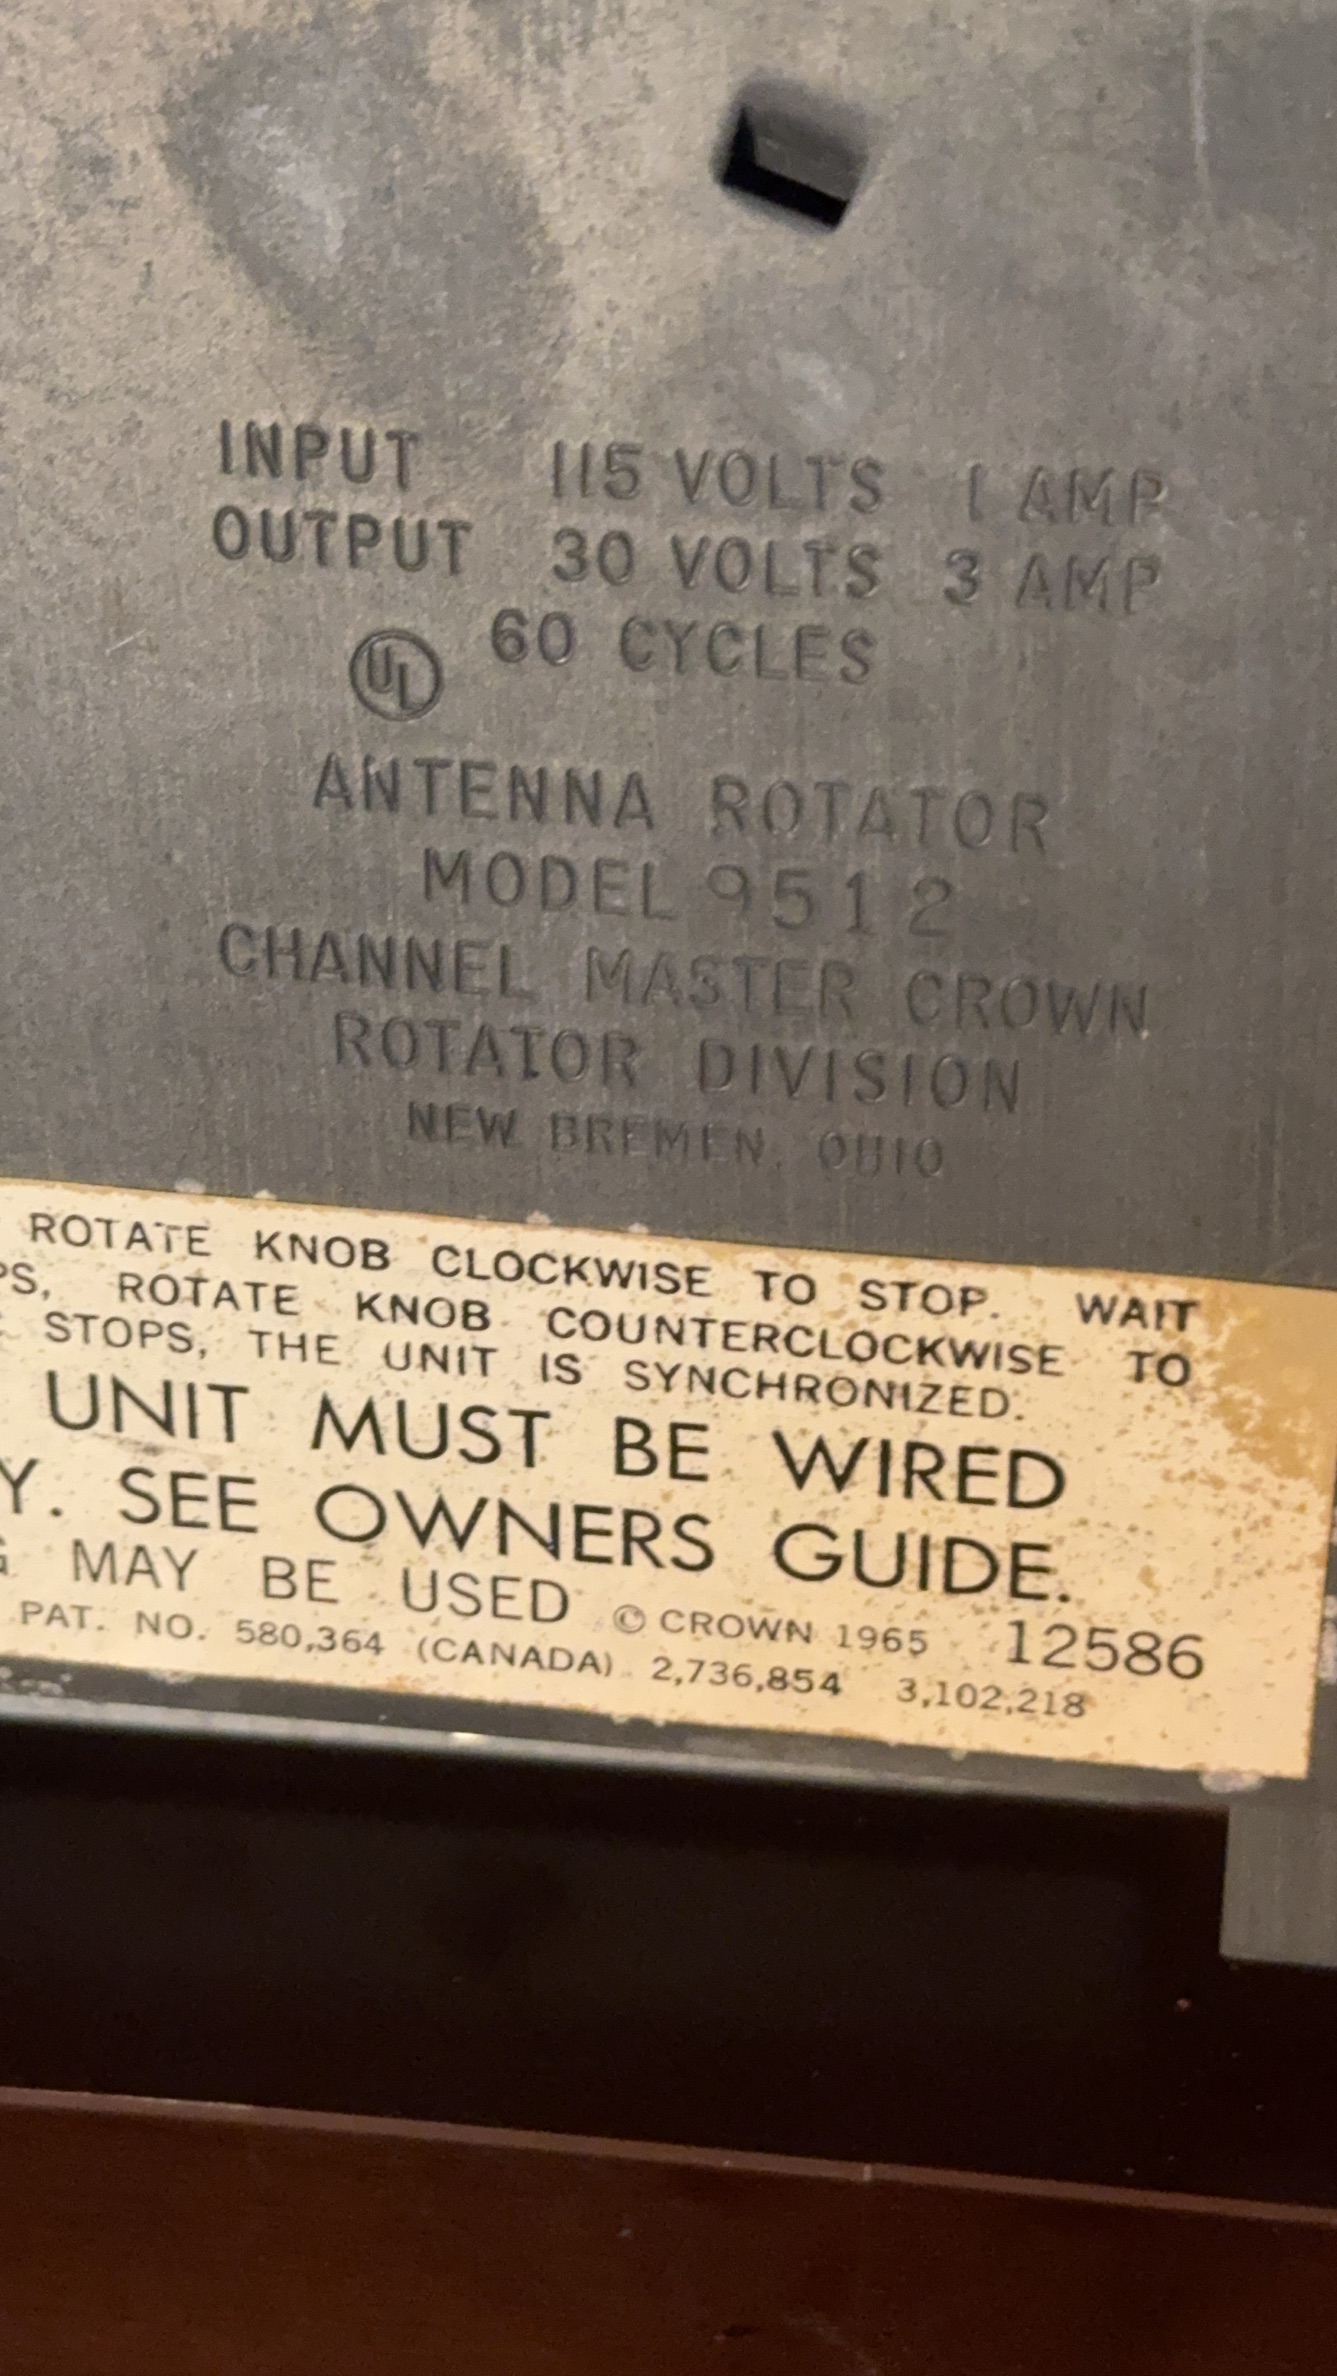 INPUT 115 VOLTS 1 AMP
OUTPUT 30 VOLTS 3 AMP
UL 60 CYCLES
ANTENNA ROTATOR
MODEL 9512
CHANNEL MASTER CROWN
ROTATOR DIVISION
NEW BREMEN, OHIO
ROTATE KNOB CLOCKWISE TO STOP. WAIT
PS, ROTATE KNOB COUNTERCLOCKWISE TO
STOPS, THE UNIT IS SYNCHRONIZED.
UNIT MUST BE WIRED
Y. SEE OWNERS GUIDE.
G MAY BE USED © CROWN 1965 12586
PAT. NO. 580,364 (CANADA) 2,736,854 3,102,218